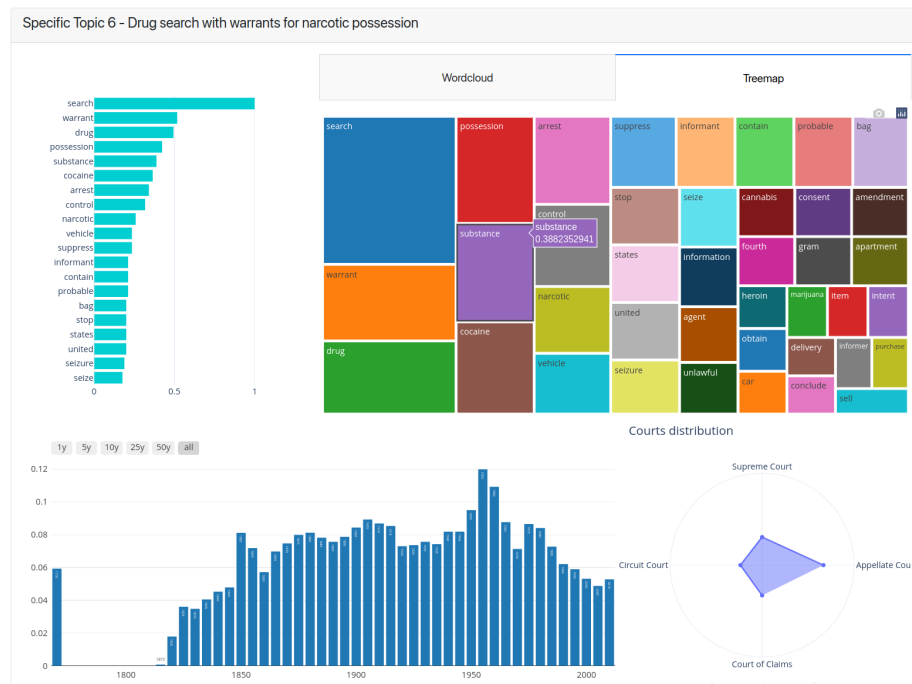 Specific Topic 6 - Drug search with warrants for narcotic possession
Wordcloud
Treemap
search
warrant
drug
possession
substance
cocaine
arrest
control
narcotic
vehicle
suppress
informant
contain
probable
bag
stop
states
united
seizure
seize
0
0.5
1
search
possession
arrest
suppress
informant
contain
probable
bag
stop
seize
cannabis
consent
amendment
control
substance
substance
0.3882352941
fourth
gram
apartment
states
information
warrant
narcotic
heroin
marijuana
item
intent
united
agent
cocaine
obtain
drug
delivery
informer
purchase
vehicle
seizure
unlawful
car
conclude
sell
Courts distribution
1y
5y
10y
25y
50y
all
0.12
0.1
0.08
0.06
0.04
0.02
0
1800
1850
1900
1950
2000
Supreme Court
Circuit Court
Appellate Cou
Court of Claims